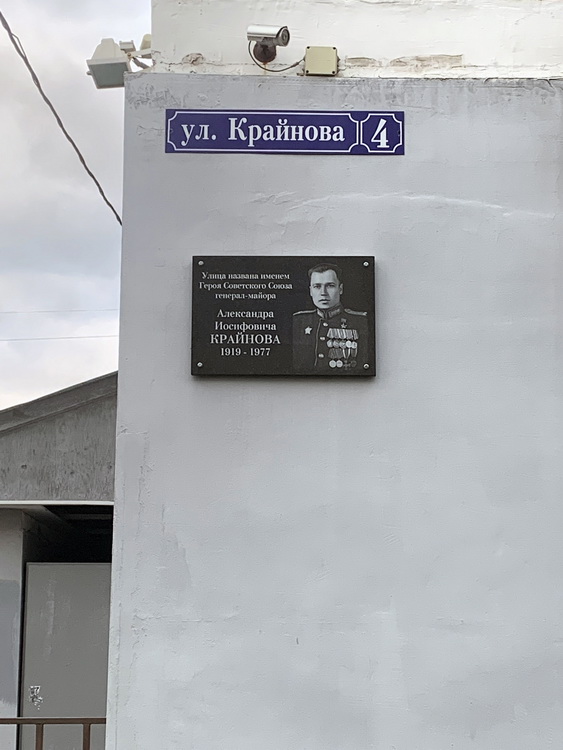 ул. Крайнова 4
Улица названа именем
Героя Советского Союза
генерал-майора
Александра
Иосифовича
КРАЙНОВА
1919 - 1977